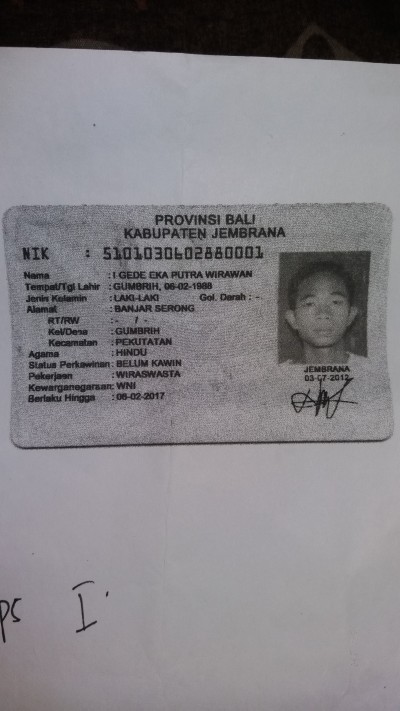 PROVINSI BALI
KABUPATEN JEMBRANA
NIK : 5101030602880001
Nama : I GEDE EKA PUTRA WIRAWAN
Tempat/Tgl Lahir : GUMBRIH, 06-02-1988
Jenis Kelamin : LAKI-LAKI Gol. Darah : -
Alamat : BANJAR SERONG
RT/RW : - /
Kel/Desa : GUMBRIH
Kecamatan : PEKUTATAN
Agama : HINDU
Status Perkawinan : BELUM KAWIN
Pekerjaan : WIRASWASTA
Kewarganegaraan : WNI
Berlaku Hingga : 06-02-2017
JEMBRANA
03-07-2012
ps I